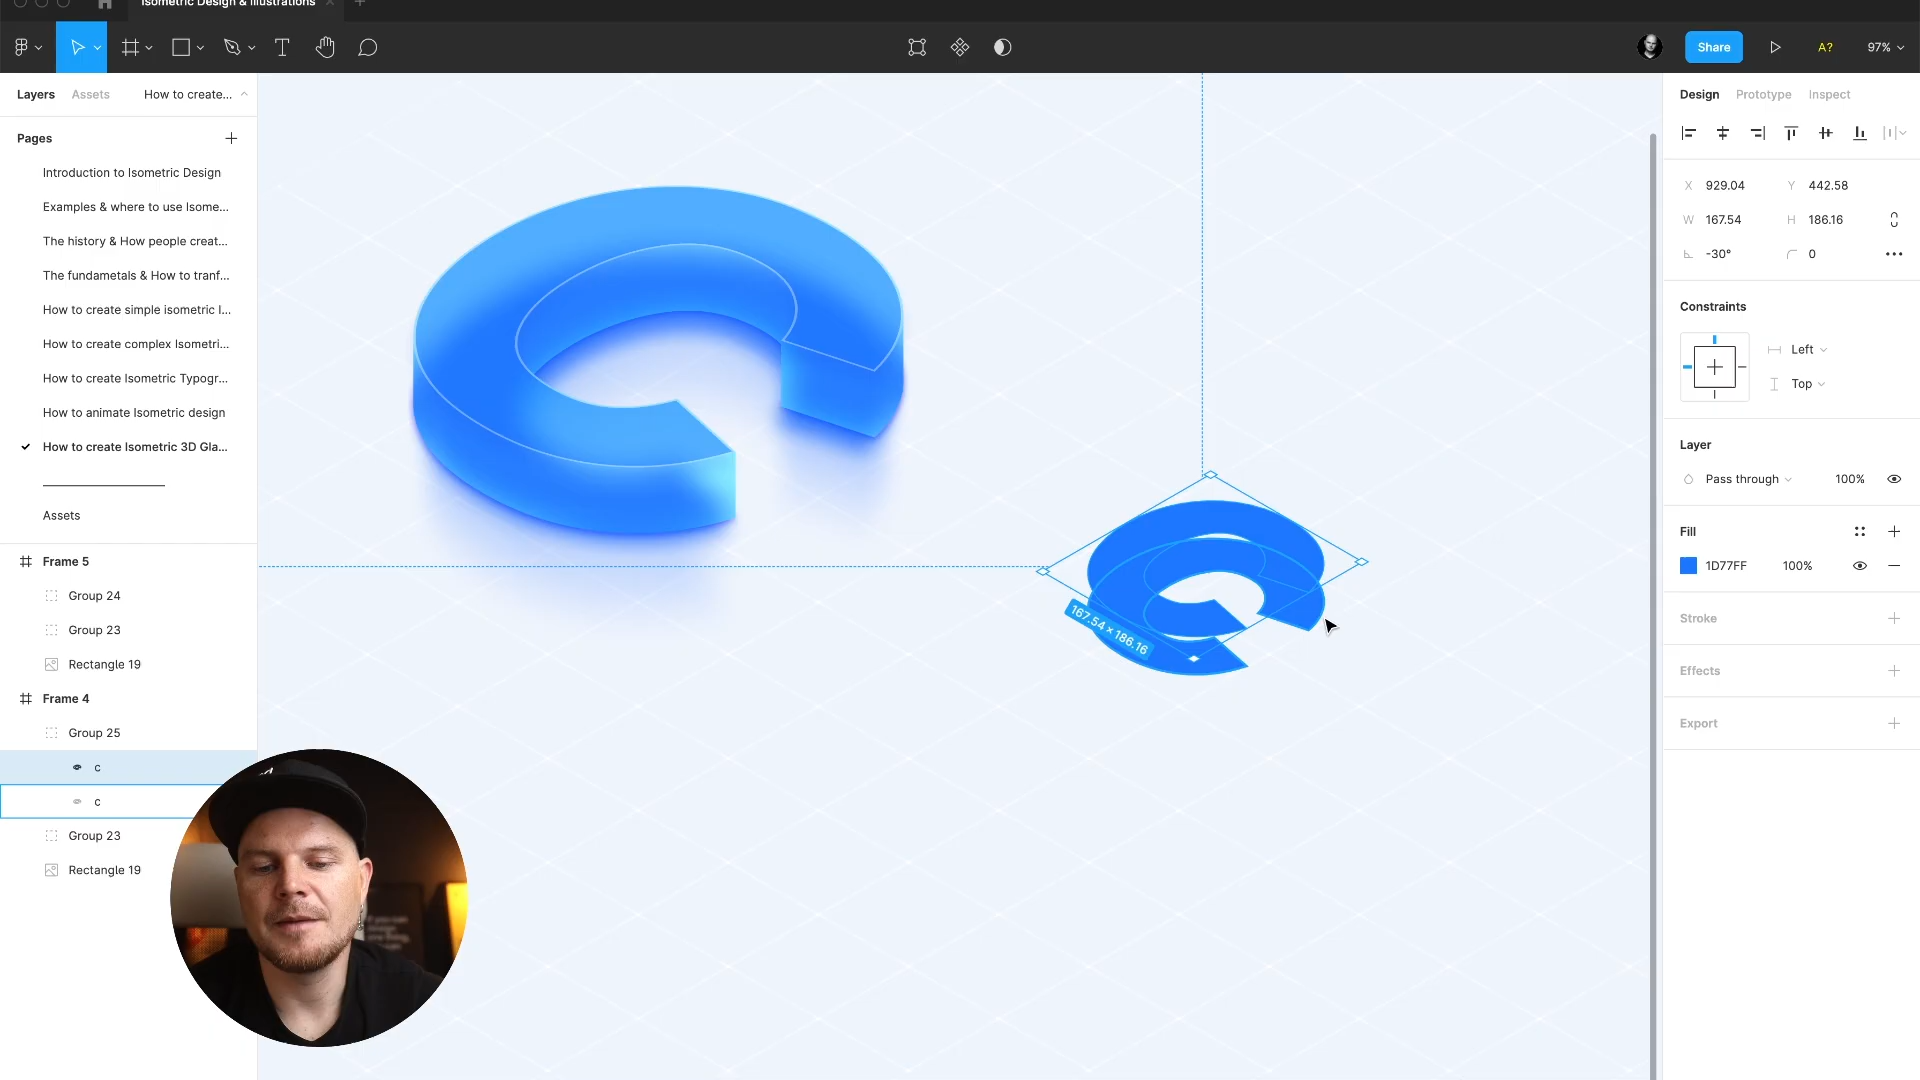 Isometric Design & Illustrations
Share
A?
97%
Layers
Assets
How to create...
Design
Prototype
Inspect
Pages
Introduction to Isometric Design
Examples & where to use Isome...
The history & How people creat...
The fundametals & How to tranf...
How to create simple isometric I...
How to create complex Isometri...
How to create Isometric Typogr...
How to animate Isometric design
How to create Isometric 3D Gla...
Assets
Frame 5
Group 24
Group 23
Rectangle 19
Frame 4
Group 25
c
c
Group 23
Rectangle 19
167.54 × 186.16
X 929.04 Y 442.58
W 167.54 H 186.16
-30° 0
Constraints
Left
Top
Layer
Pass through 100%
Fill
1D77FF 100%
Stroke
Effects
Export